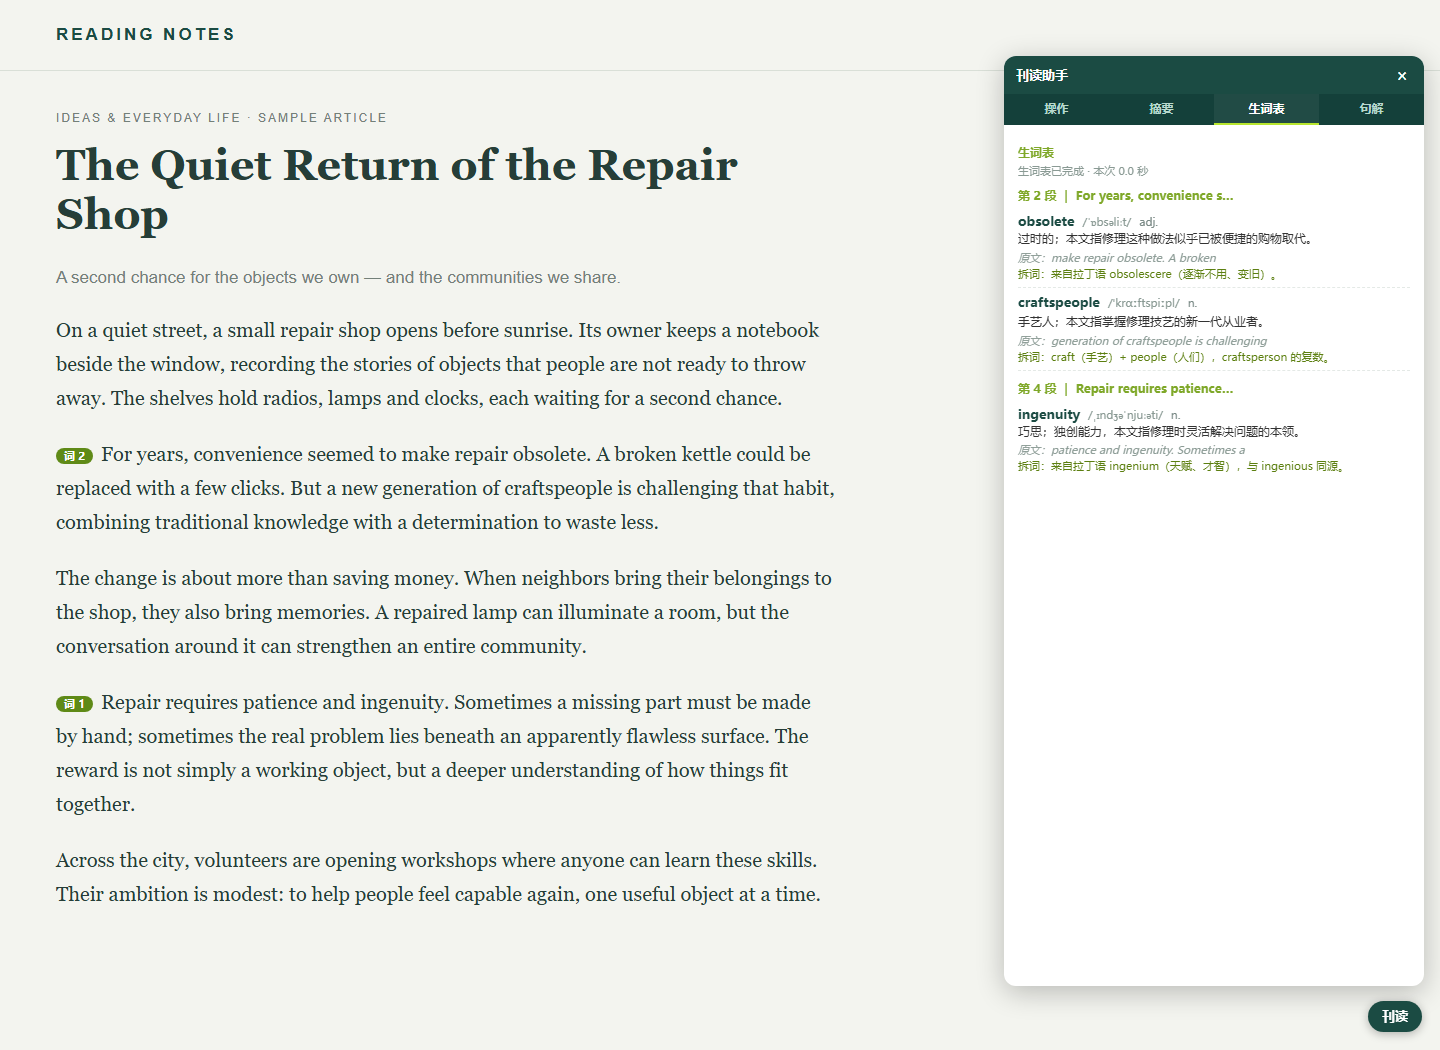 READING NOTES
IDEAS & EVERYDAY LIFE · SAMPLE ARTICLE
The Quiet Return of the Repair
Shop
A second chance for the objects we own — and the communities we share.
On a quiet street, a small repair shop opens before sunrise. Its owner keeps a notebook
beside the window, recording the stories of objects that people are not ready to throw
away. The shelves hold radios, lamps and clocks, each waiting for a second chance.
词 2 For years, convenience seemed to make repair obsolete. A broken kettle could be
replaced with a few clicks. But a new generation of craftspeople is challenging that habit,
combining traditional knowledge with a determination to waste less.
The change is about more than saving money. When neighbors bring their belongings to
the shop, they also bring memories. A repaired lamp can illuminate a room, but the
conversation around it can strengthen an entire community.
词 1 Repair requires patience and ingenuity. Sometimes a missing part must be made
by hand; sometimes the real problem lies beneath an apparently flawless surface. The
reward is not simply a working object, but a deeper understanding of how things fit
together.
Across the city, volunteers are opening workshops where anyone can learn these skills.
Their ambition is modest: to help people feel capable again, one useful object at a time.
刊读助手 ×
操作 摘要 生词表 句解
生词表
生词表已完成 · 本次 0.0 秒
第 2 段 | For years, convenience s...
obsolete /ˈɒbsəliːt/ adj.
过时的；本文指修理这种做法似乎已被便捷的购物取代。
原文：make repair obsolete. A broken
拆词：来自拉丁语 obsolescere（逐渐不用、变旧）。
craftspeople /ˈkrɑːftspiːpl/ n.
手艺人；本文指掌握修理技艺的新一代从业者。
原文：generation of craftspeople is challenging
拆词：craft（手艺）+ people（人们），craftsperson 的复数。
第 4 段 | Repair requires patience...
ingenuity /ˌɪndʒəˈnjuːəti/ n.
巧思；独创能力，本文指修理时灵活解决问题的本领。
原文：patience and ingenuity. Sometimes a
拆词：来自拉丁语 ingenium（天赋、才智），与 ingenious 同源。
刊读